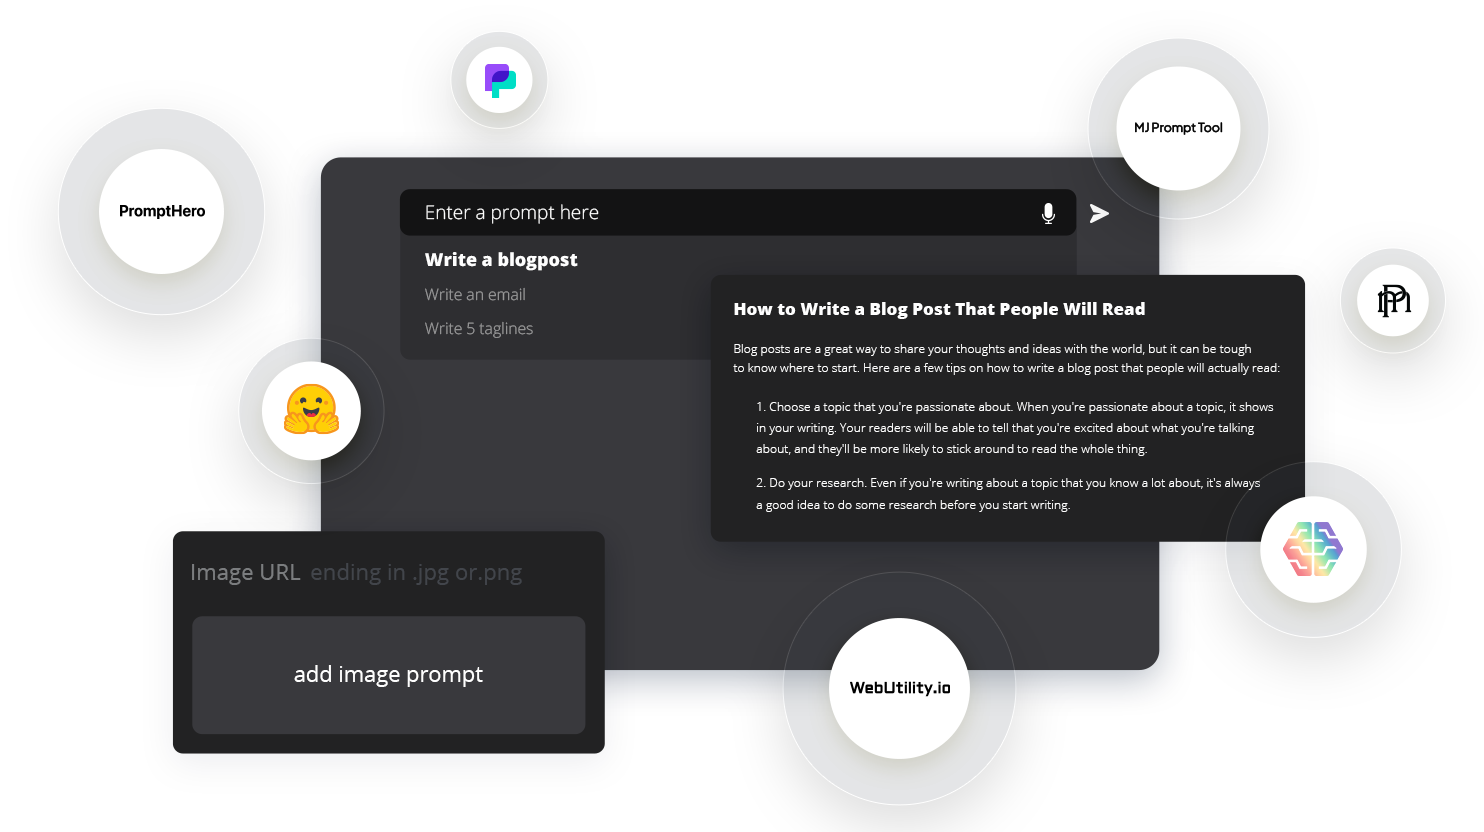 MJ Prompt Tool
PromptHero
Enter a prompt here
Write a blogpost
Write an email
Write 5 taglines
How to Write a Blog Post That People Will Read
Blog posts are a great way to share your thoughts and ideas with the world, but it can be tough
to know where to start. Here are a few tips on how to write a blog post that people will actually read:
1. Choose a topic that you're passionate about. When you're passionate about a topic, it shows
in your writing. Your readers will be able to tell that you're excited about what you're talking
about, and they'll be more likely to stick around to read the whole thing.
2. Do your research. Even if you're writing about a topic that you know a lot about, it's always
a good idea to do some research before you start writing.
Image URL ending in .jpg or.png
add image prompt
WebUtility.io